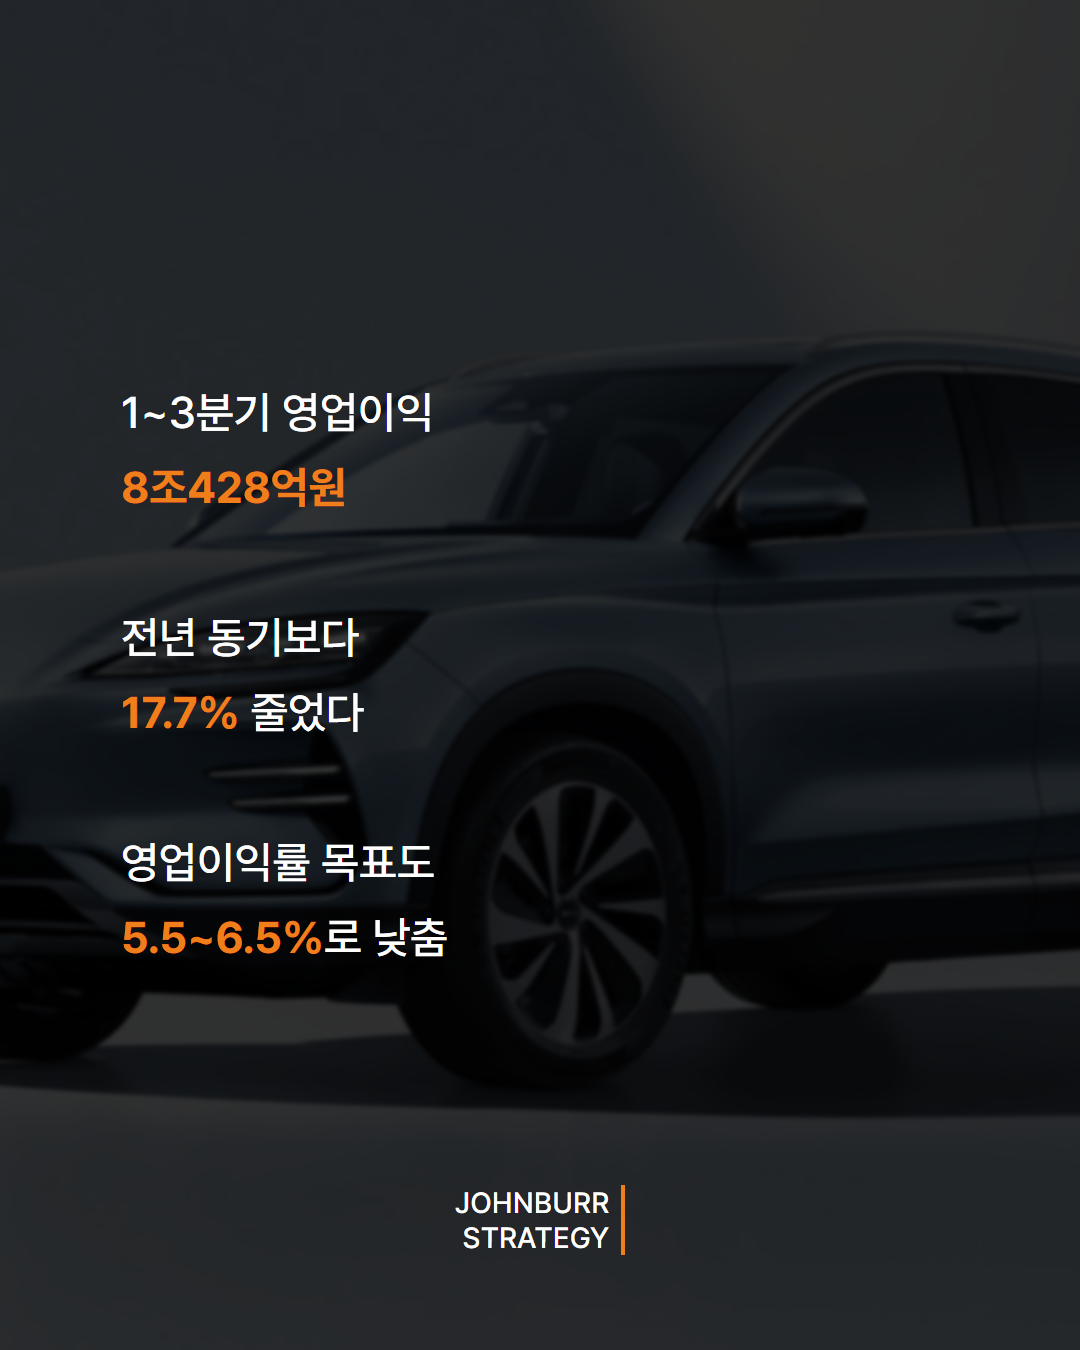 1~3분기 영업이익
8조428억원
전년 동기보다
17.7% 줄었다
영업이익률 목표도
5.5~6.5%로 낮춤
JOHNBURR
STRATEGY